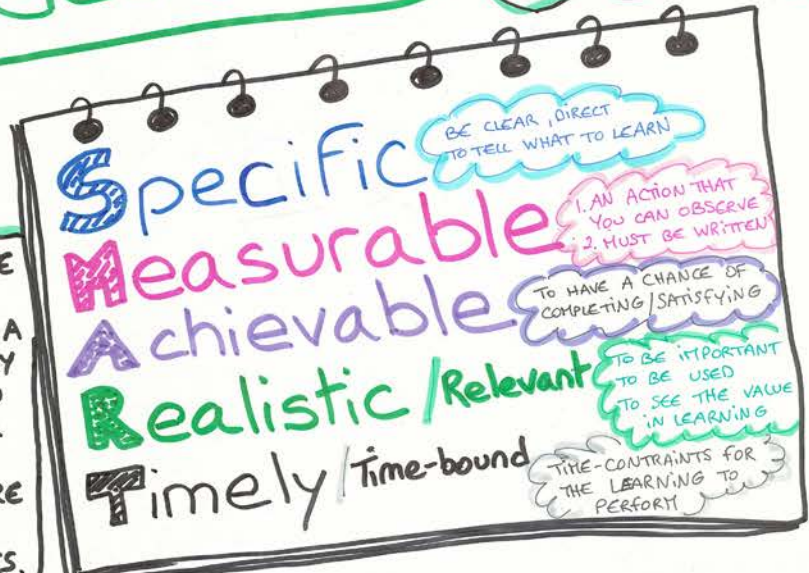 Specific
BE CLEAR, DIRECT
TO TELL WHAT TO LEARN
Measurable
1. AN ACTION THAT
YOU CAN OBSERVE
2. MUST BE WRITTEN
Achievable
TO HAVE A CHANCE OF
COMPLETING/SATISFYING
Realistic/Relevant
TO BE IMPORTANT
TO BE USED
TO SEE THE VALUE
IN LEARNING
Timely/Time-bound
TIME-CONTRAINTS FOR
THE LEARNING TO
PERFORM
A